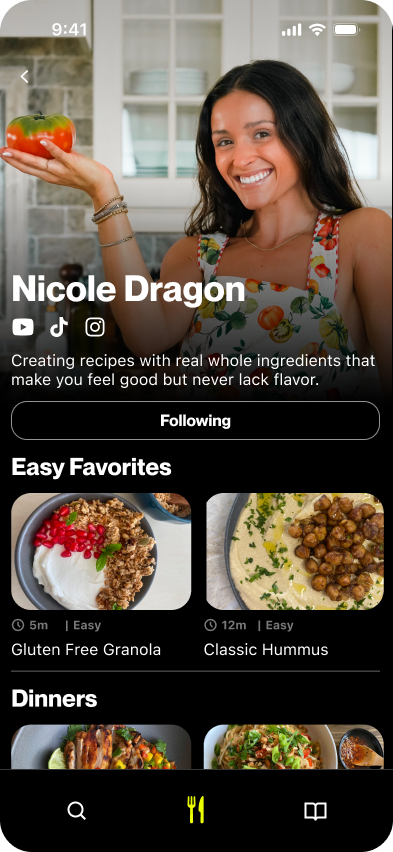 9:41
Nicole Dragon
Creating recipes with real whole ingredients that
make you feel good but never lack flavor.
Following
Easy Favorites
5m | Easy
12m | Easy
Gluten Free Granola
Classic Hummus
Dinners